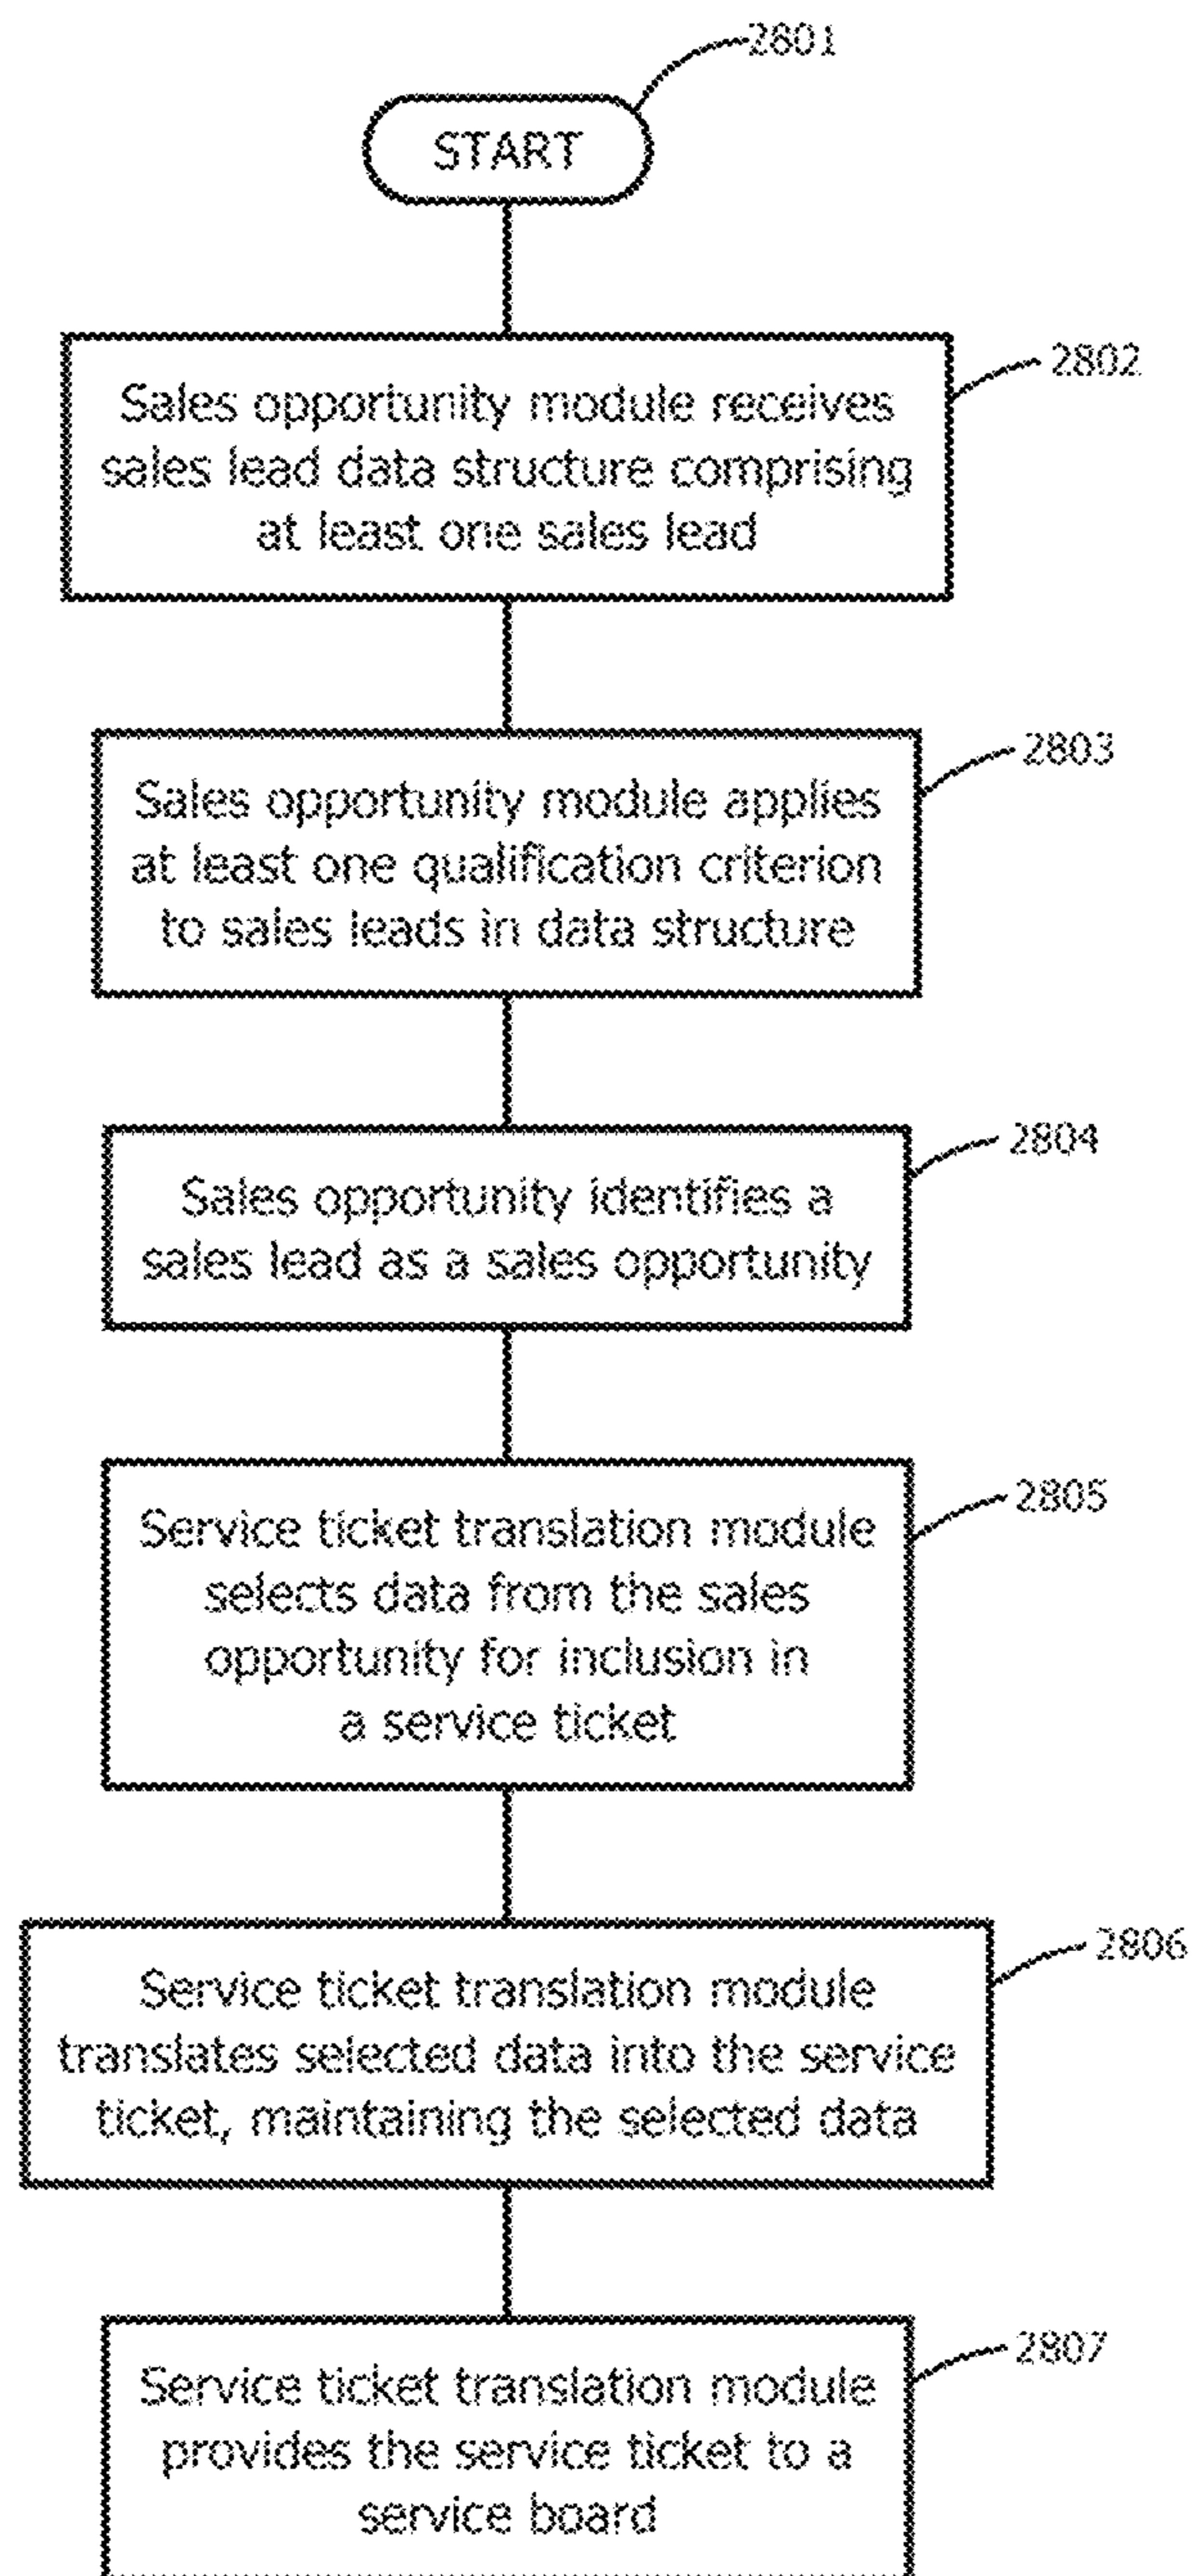 2801
START
2802
Sales opportunity module receives
sales lead data structure comprising
at least one sales lead
2803
Sales opportunity module applies
at least one qualification criterion
to sales leads in data structure
2804
Sales opportunity identifies a
sales lead as a sales opportunity
2805
Service ticket translation module
selects data from the sales
opportunity for inclusion in
a service ticket
2806
Service ticket translation module
translates selected data into the service
ticket, maintaining the selected data
2807
Service ticket translation module
provides the service ticket to a
service board